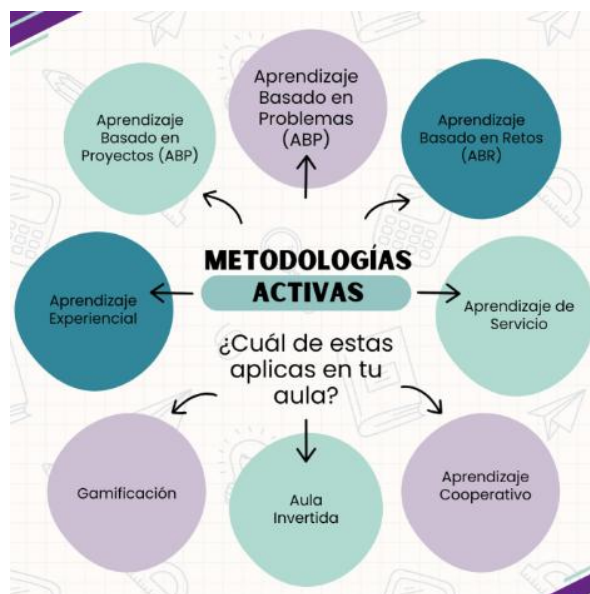 Aprendizaje
Basado en
Proyectos (ABP)
Aprendizaje
Basado en
Problemas
(ABP)
Aprendizaje
Basado en Retos
(ABR)
METODOLOGÍAS
ACTIVAS
¿Cuál de estas
aplicas en tu
aula?
Aprendizaje
Experiencial
Aprendizaje de
Servicio
Gamificación
Aula
Invertida
Aprendizaje
Cooperativo